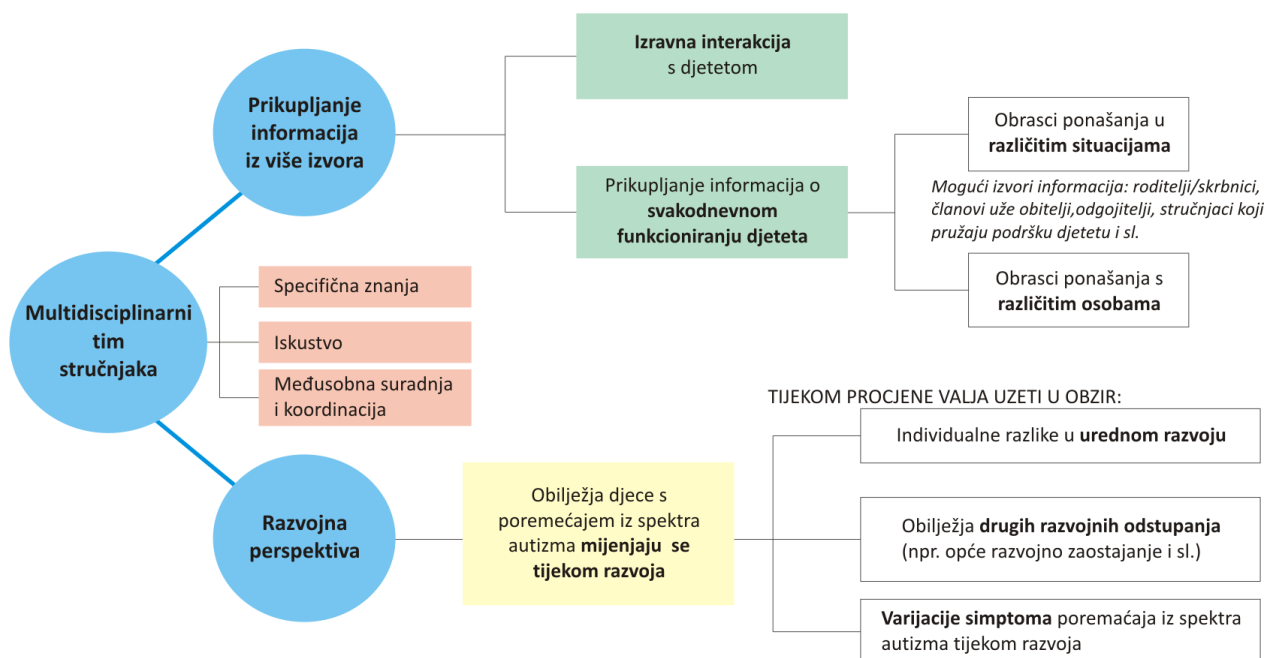 Prikupljanje
informacija
iz više izvora
Izravna interakcija
s djetetom
Prikupljanje informacija o
svakodnevnom
funkcioniranju djeteta
Obrasci ponašanja u
različitim situacijama
Mogući izvori informacija: roditelji/skrbnici,
članovi uže obitelji,odgojitelji, stručnjaci koji
pružaju podršku djetetu i sl.
Obrasci ponašanja s
različitim osobama
Multidisciplinarni
tim
stručnjaka
Specifična znanja
Iskustvo
Međusobna suradnja
i koordinacija
Razvojna
perspektiva
Obilježja djece s
poremećajem iz spektra
autizma mijenjaju se
tijekom razvoja
TIJEKOM PROCJENE VALJA UZETI U OBZIR:
Individualne razlike u urednom razvoju
Obilježja drugih razvojnih odstupanja
(npr. opće razvojno zaostajanje i sl.)
Varijacije simptoma poremaćaja iz spektra
autizma tijekom razvoja